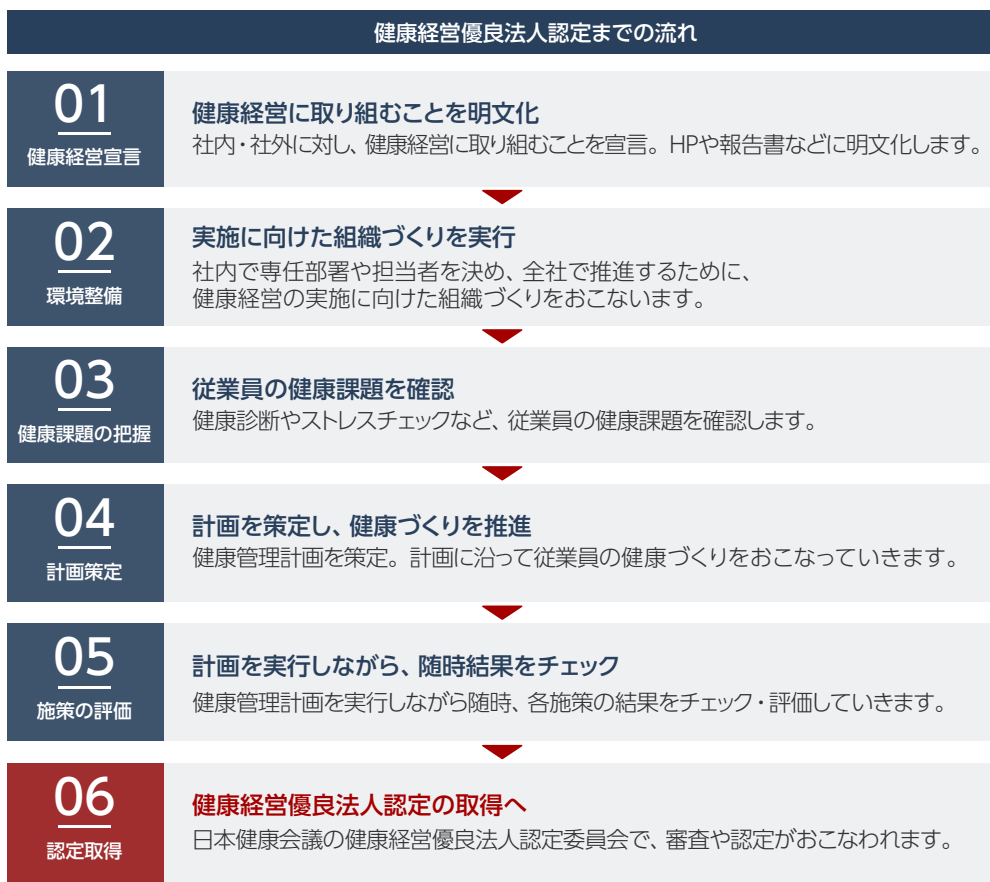 健康経営優良法人認定までの流れ
01
健康経営宣言
健康経営に取り組むことを明文化
社内・社外に対し、健康経営に取り組むことを宣言。HPや報告書などに明文化します。
02
環境整備
実施に向けた組織づくりを実行
社内で専任部署や担当者を決め、全社で推進するために、
健康経営の実施に向けた組織づくりをおこないます。
03
健康課題の把握
従業員の健康課題を確認
健康診断やストレスチェックなど、従業員の健康課題を確認します。
04
計画策定
計画を策定し、健康づくりを推進
健康管理計画を策定。計画に沿って従業員の健康づくりをおこなっていきます。
05
施策の評価
計画を実行しながら、随時結果をチェック
健康管理計画を実行しながら随時、各施策の結果をチェック・評価していきます。
06
認定取得
健康経営優良法人認定の取得へ
日本健康会議の健康経営優良法人認定委員会で、審査や認定がおこなわれます。